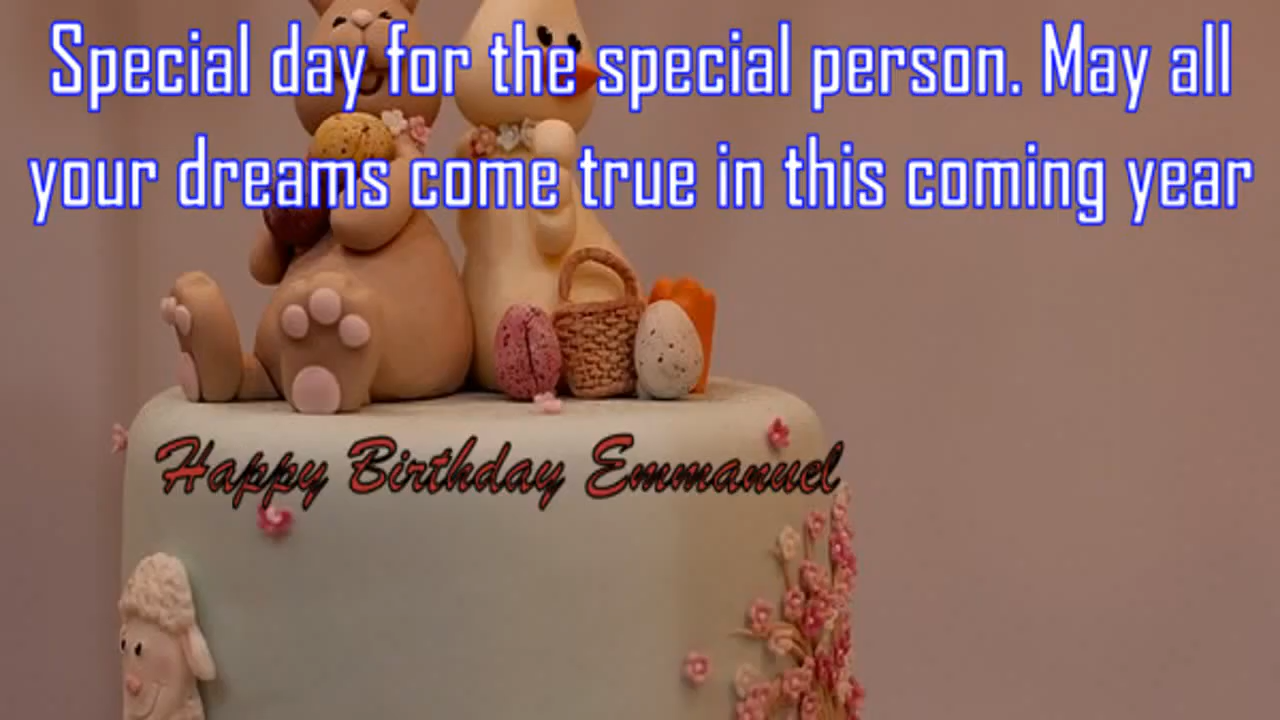 Special day for the special person. May all
your dreams come true in this coming year
Happy Birthday Emmanuel